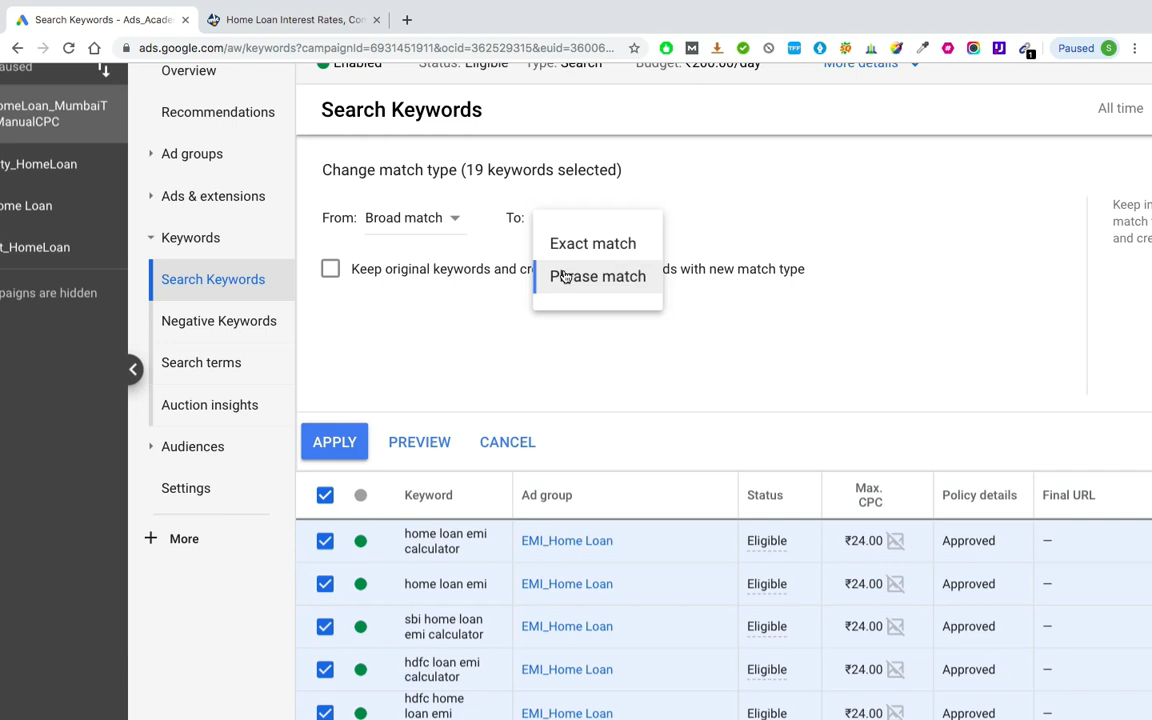 Search Keywords - Ads_Acade
Home Loan Interest Rates, Con
ads.google.com/aw/keywords?campaignId=6931451911&ocid=362529315&euid=36006...
TFP
1
Paused S
aused
omeLoan_MumbaiT
ManualCPC
ty_HomeLoan
ome Loan
t_HomeLoan
paigns are hidden
Overview
Recommendations
Ad groups
Ads & extensions
Keywords
Search Keywords
Negative Keywords
Search terms
Auction insights
Audiences
Settings
+ More
Enabled Status: Eligible Type: Search Budget: ₹200.00/day More details
Search Keywords
All time
Change match type (19 keywords selected)
From: Broad match To:
Exact match
Phrase match
Keep original keywords and cre ds with new match type
Keep in
match t
and cre
APPLY PREVIEW CANCEL
Keyword Ad group Status Max. CPC Policy details Final URL
home loan emi calculator EMI_Home Loan Eligible ₹24.00 Approved —
home loan emi EMI_Home Loan Eligible ₹24.00 Approved —
sbi home loan emi calculator EMI_Home Loan Eligible ₹24.00 Approved —
hdfc loan emi calculator EMI_Home Loan Eligible ₹24.00 Approved —
hdfc home loan emi EMI_Home Loan Eligible ₹24.00 Approved —